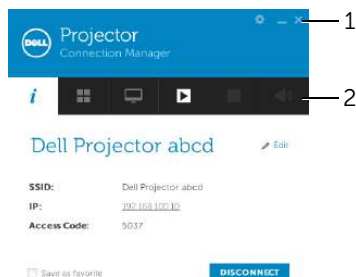 DELL
Projector
Connection Manager
1
i
2
Dell Projector abcd
Edit
SSID: Dell Projector abcd
IP: 192.168.100.10
Access Code: 5037
Save as favorite
DISCONNECT